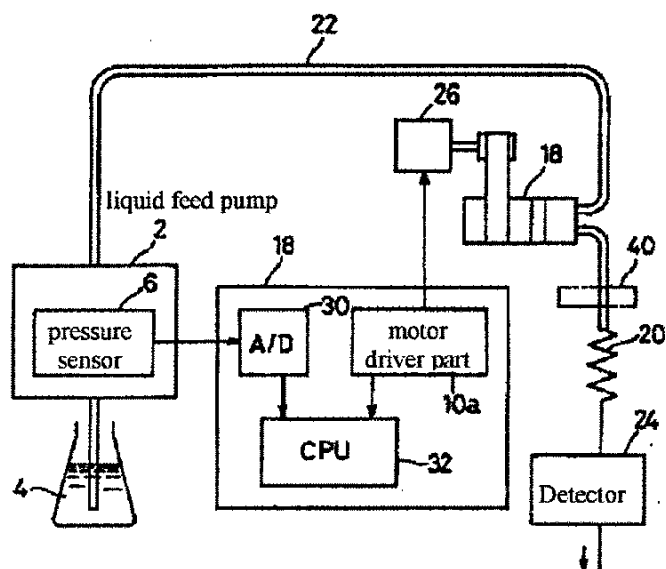 22
26
18
liquid feed pump
2
18
40
6
30
pressure
sensor
A/D
motor
driver part
20
10a
24
CPU
32
4
Detector